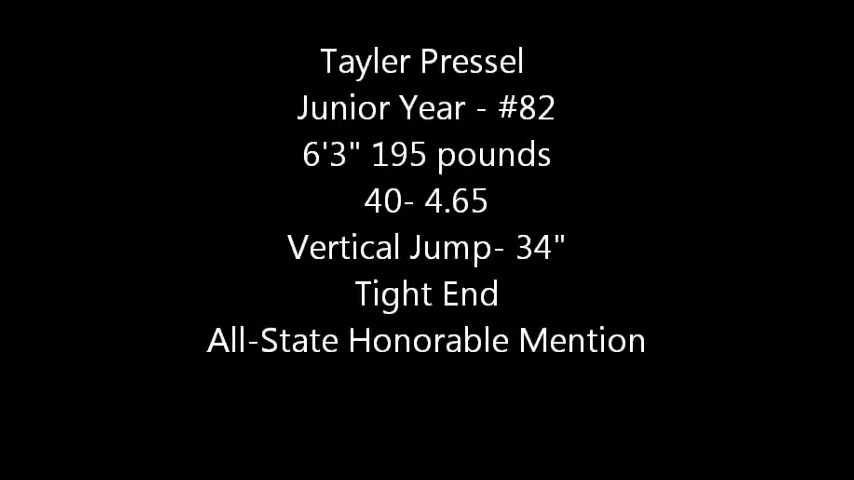 Tayler Pressel
Junior Year - #82
6'3" 195 pounds
40- 4.65
Vertical Jump- 34"
Tight End
All-State Honorable Mention